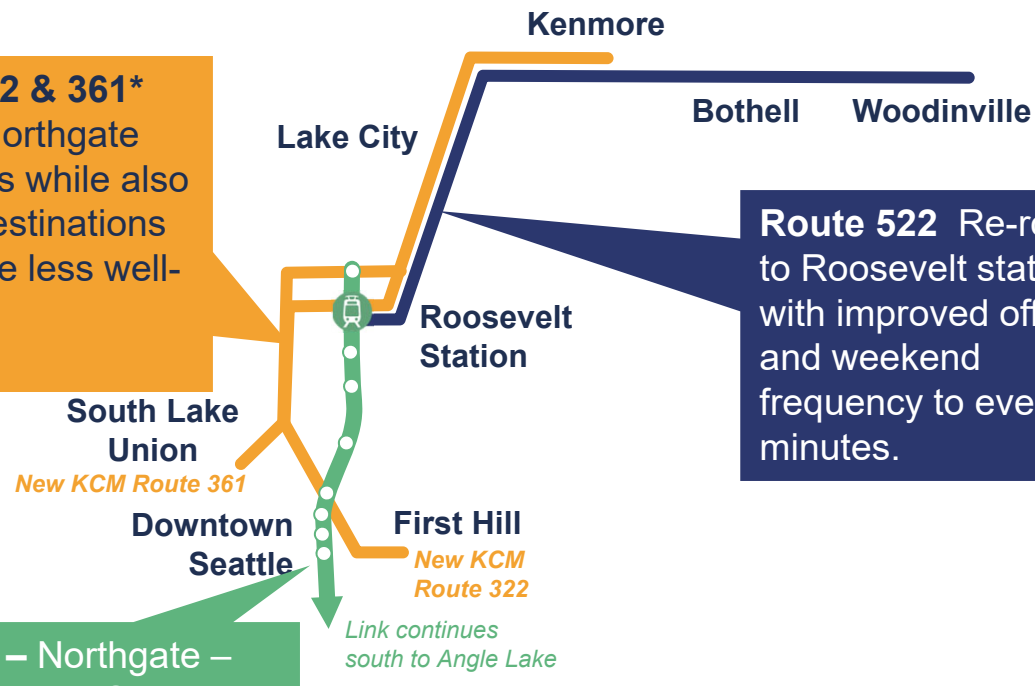 Kenmore
2 & 361*
orthgate
s while also
estinations
e less well-
Lake City
Bothell Woodinville
Route 522 Re-ro
to Roosevelt stat
with improved off
and weekend
frequency to eve
minutes.
Roosevelt
Station
South Lake
Union
New KCM Route 361
Downtown
Seattle
First Hill
New KCM
Route 322
Link continues
south to Angle Lake
– Northgate –